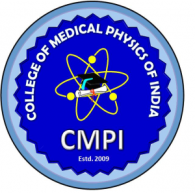 COLLEGE OF MEDICAL PHYSICS OF INDIA
CMPI
Estd. 2009